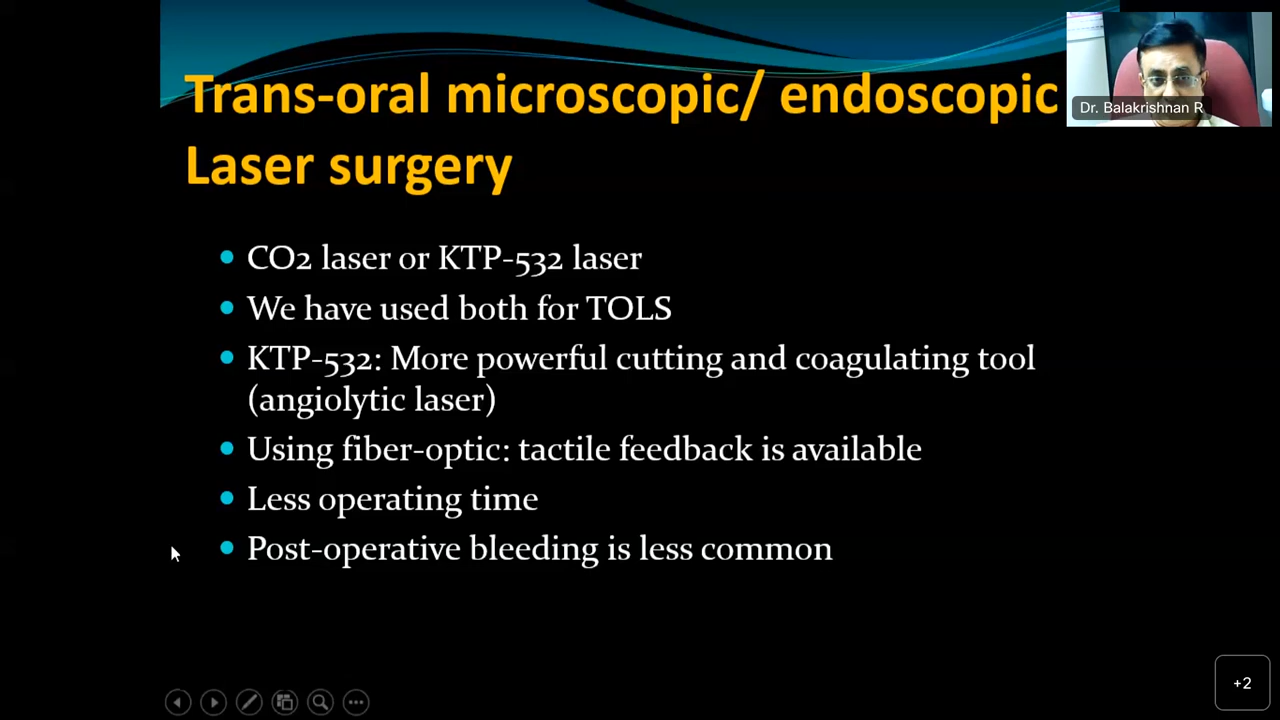 Trans-oral microscopic/ endoscopic
Laser surgery
Dr. Balakrishnan R
CO2 laser or KTP-532 laser
We have used both for TOLS
KTP-532: More powerful cutting and coagulating tool
(angiolytic laser)
Using fiber-optic: tactile feedback is available
Less operating time
Post-operative bleeding is less common
+2